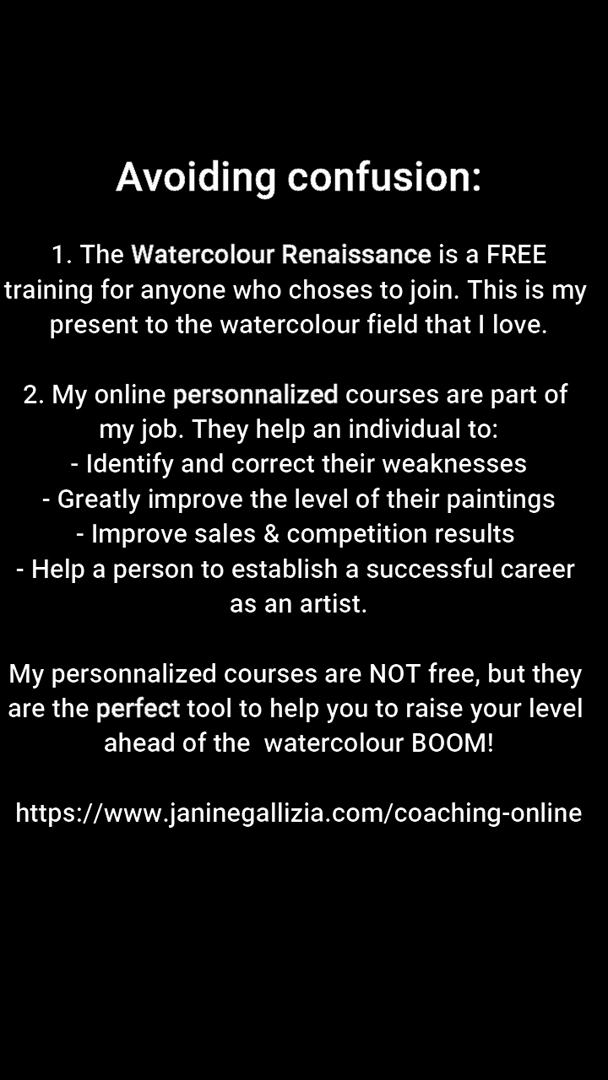 Avoiding confusion:
1. The Watercolour Renaissance is a FREE
training for anyone who choses to join. This is my
present to the watercolour field that I love.
2. My online personnalized courses are part of
my job. They help an individual to:
- Identify and correct their weaknesses
- Greatly improve the level of their paintings
- Improve sales & competition results
- Help a person to establish a successful career
as an artist.
My personnalized courses are NOT free, but they
are the perfect tool to help you to raise your level
ahead of the  watercolour BOOM!
https://www.janinegallizia.com/coaching-online